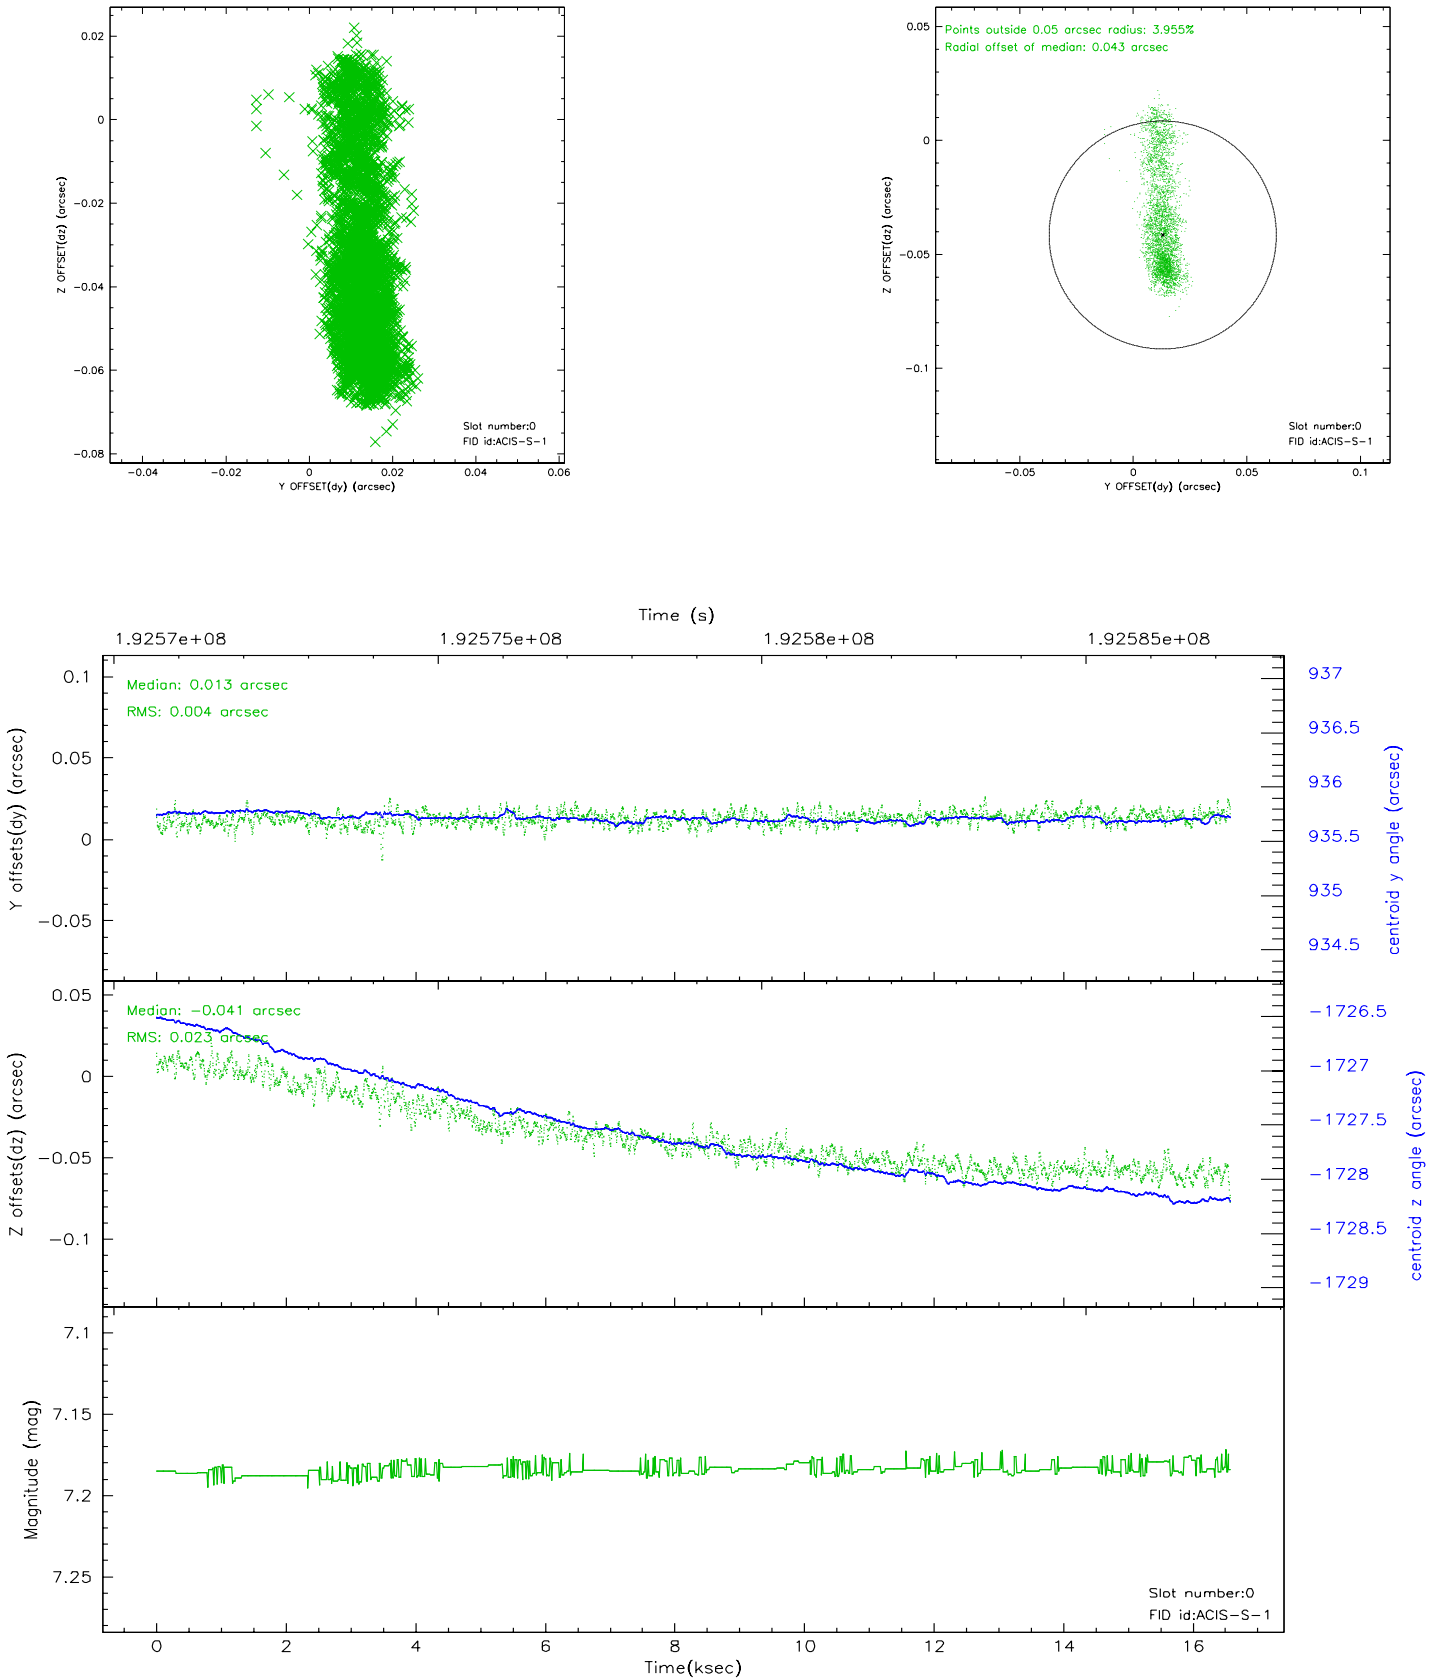 0.02
0
−0.02
−0.04
−0.06
−0.08
Z OFFSET(dz) (arcsec)
−0.04
−0.02
0
0.02
0.04
0.06
Y OFFSET(dy) (arcsec)
Slot number:0
FID id:ACIS−S−1
Points outside 0.05 arcsec radius: 3.955%
Radial offset of median: 0.043 arcsec
0.05
0
−0.05
−0.1
Z OFFSET(dz) (arcsec)
−0.05
0
0.05
0.1
Y OFFSET(dy) (arcsec)
Slot number:0
FID id:ACIS−S−1
Time (s)
1.9257e+08
1.92575e+08
1.9258e+08
1.92585e+08
Median: 0.013 arcsec
RMS: 0.004 arcsec
0.1
0.05
0
−0.05
Y offsets(dy) (arcsec)
937
936.5
936
935.5
935
934.5
centroid y angle (arcsec)
Median: −0.041 arcsec
RMS: 0.023 arcsec
0.05
0
−0.05
−0.1
Z offsets(dz) (arcsec)
−1726.5
−1727
−1727.5
−1728
−1728.5
−1729
centroid z angle (arcsec)
7.1
7.15
7.2
7.25
Magnitude (mag)
Slot number:0
FID id:ACIS−S−1
0
2
4
6
8
10
12
14
16
Time(ksec)